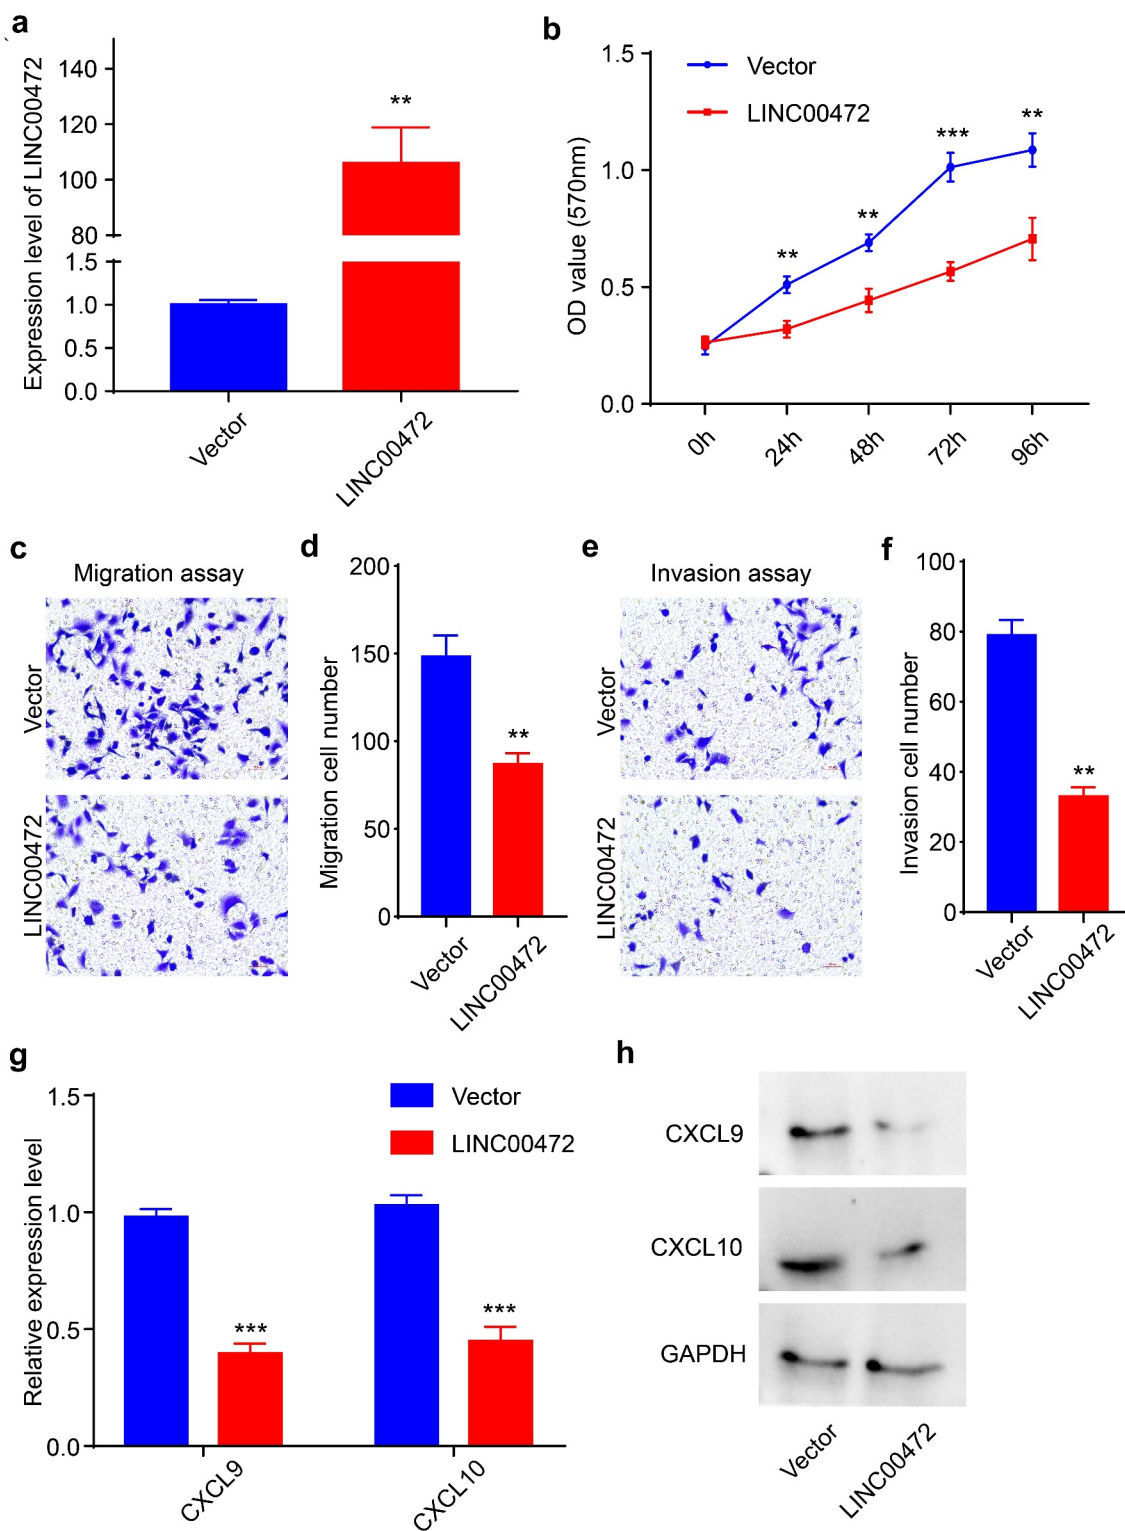 a
Expression level of LINC00472
140
120
100
80
1.5
1.0
0.5
0.0
**
Vector
LINC00472
b
OD value (570nm)
1.5
1.0
0.5
0.0
Vector
LINC00472
**
**
***
**
0h
24h
48h
72h
96h
c
Migration assay
Vector
LINC00472
d
Migration cell number
200
150
100
50
0
**
Vector
LINC00472
e
Invasion assay
Vector
LINC00472
f
Invasion cell number
100
80
60
40
20
0
**
Vector
LINC00472
g
Relative expression level
1.5
1.0
0.5
0.0
Vector
LINC00472
***
***
CXCL9
CXCL10
h
CXCL9
CXCL10
GAPDH
Vector
LINC00472